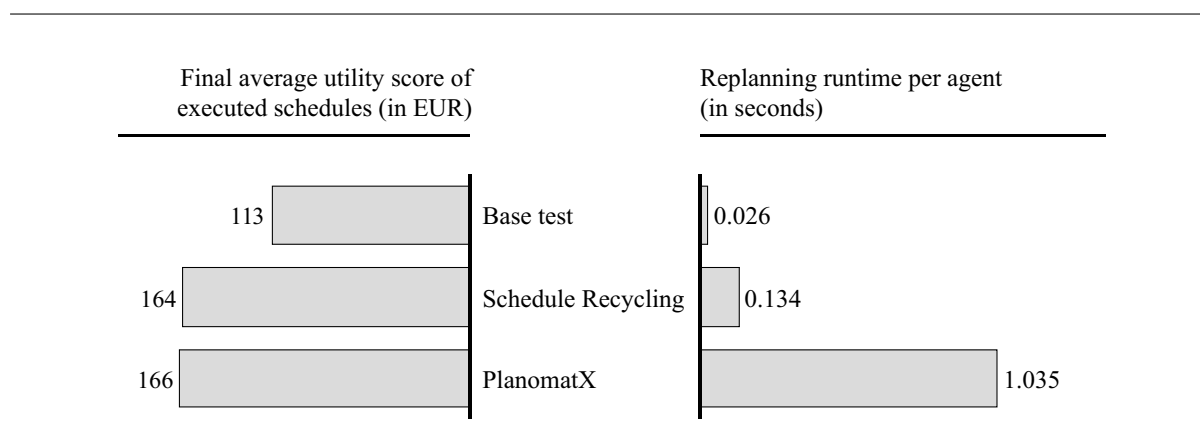 Final average utility score of
executed schedules (in EUR)
Replanning runtime per agent
(in seconds)
113 Base test 0.026
164 Schedule Recycling 0.134
166 PlanomatX 1.035